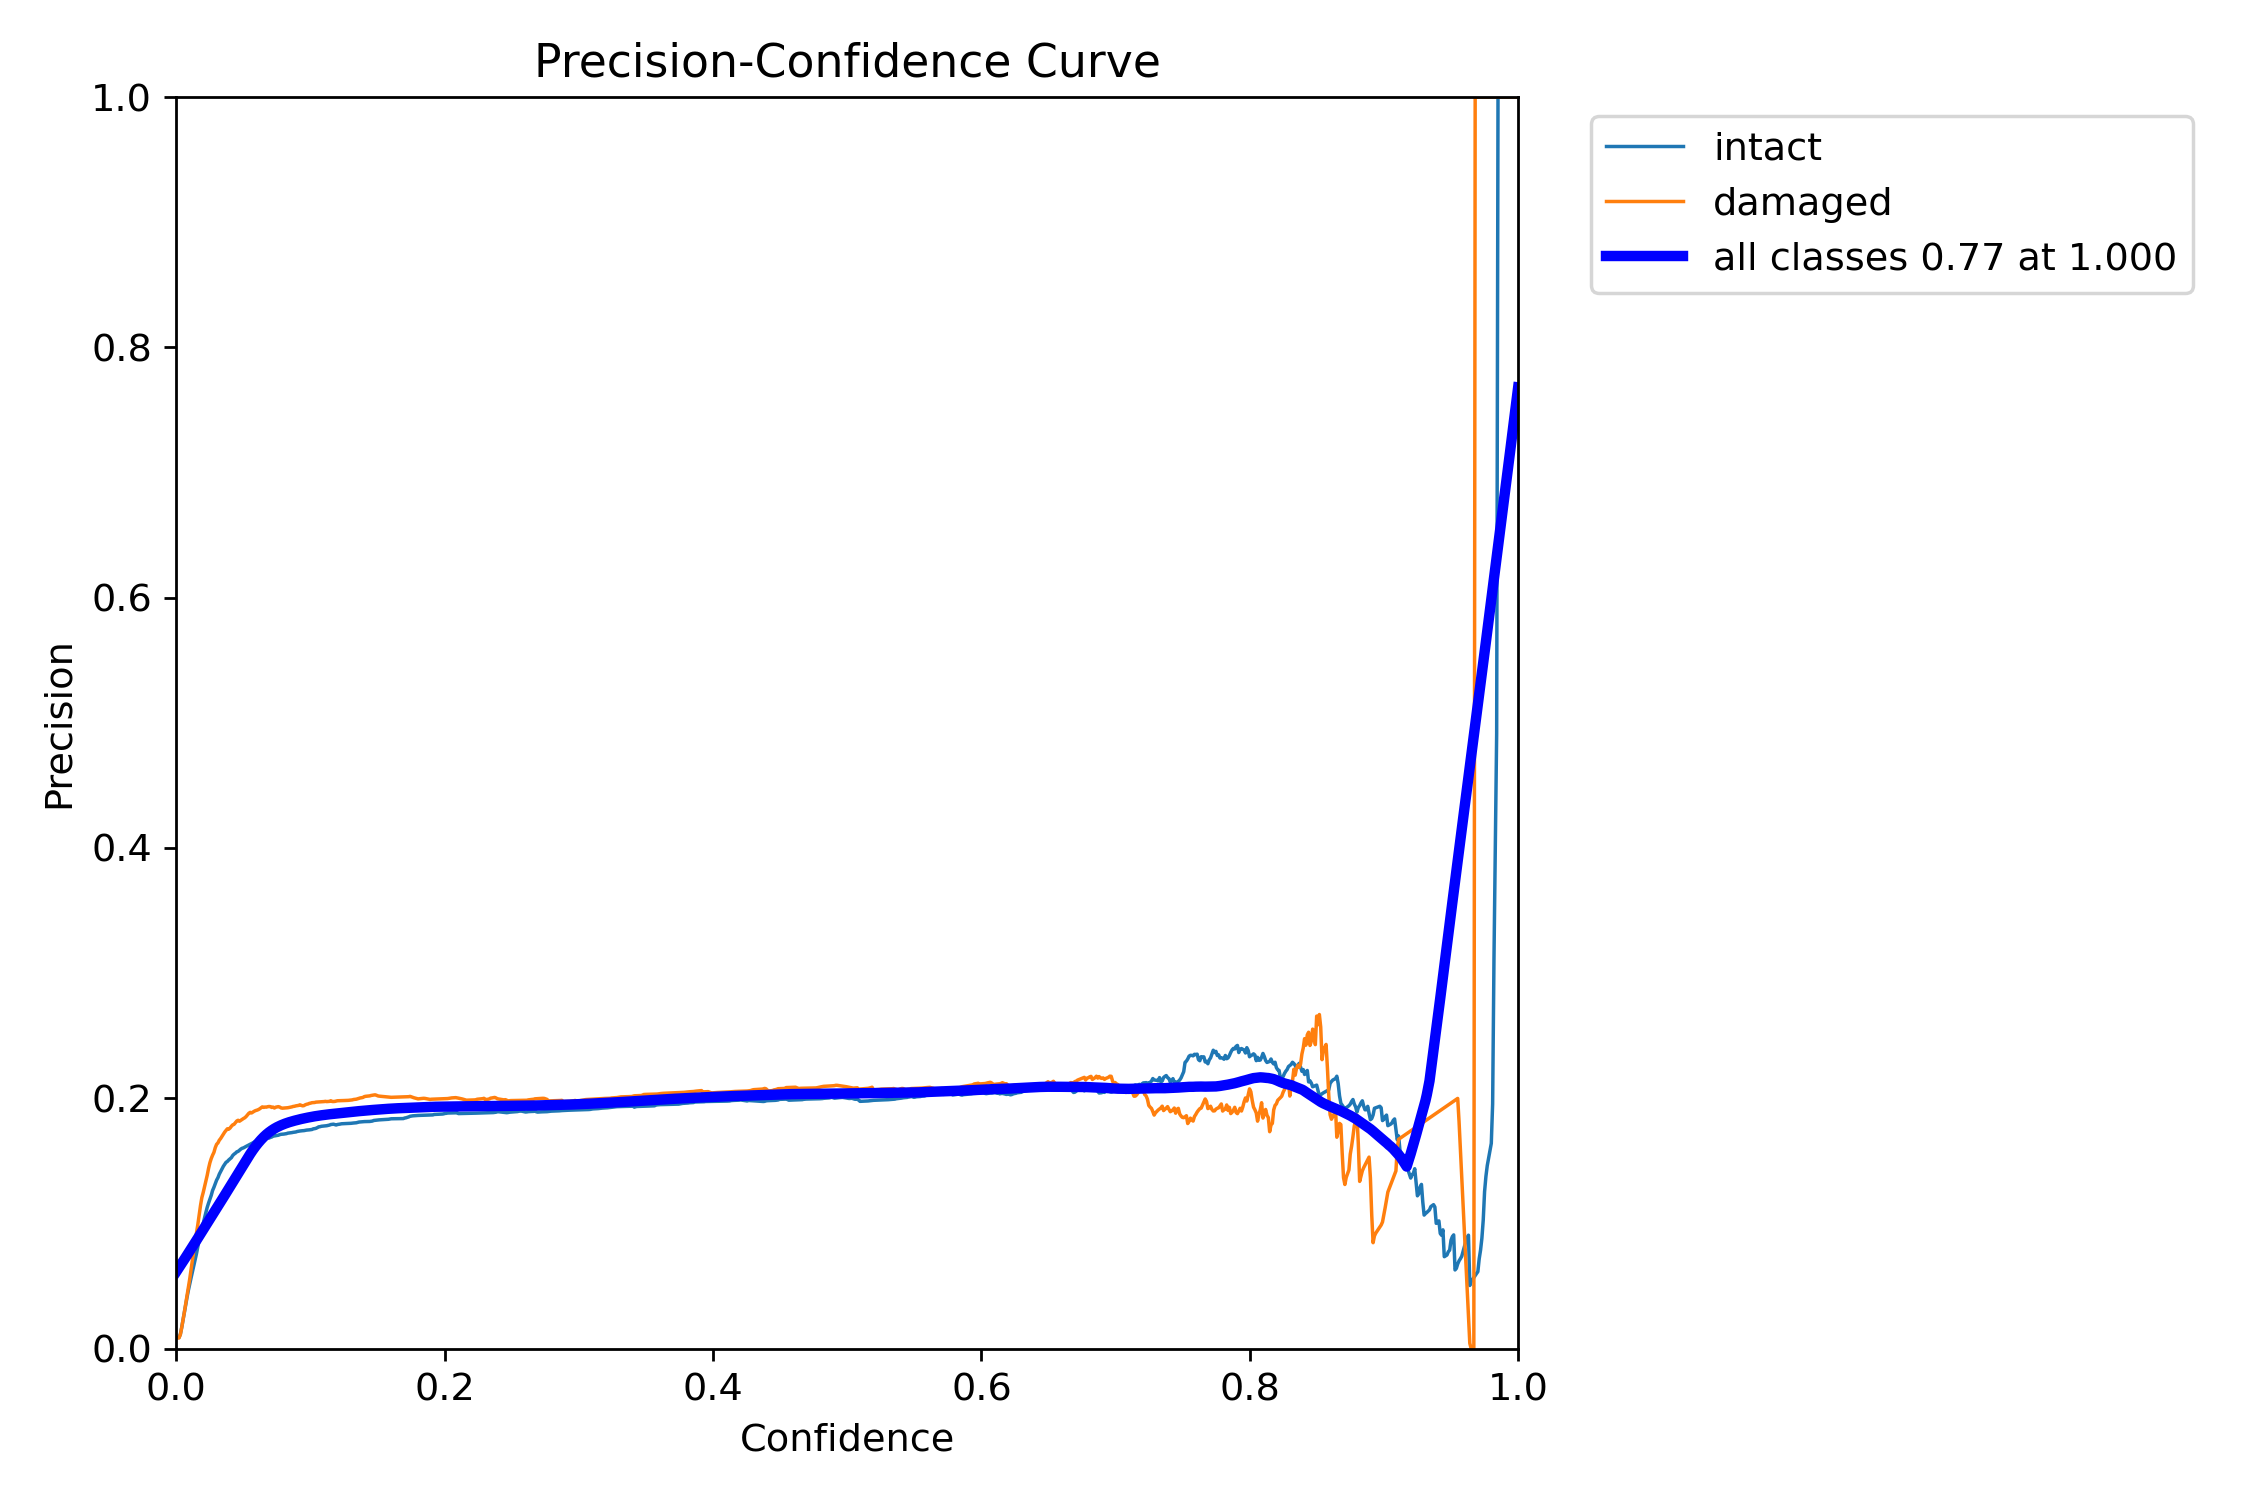 Precision-Confidence Curve
1.0
0.8
0.6
0.4
0.2
0.0
Precision
0.0 0.2 0.4 0.6 0.8 1.0
Confidence
intact
damaged
all classes 0.77 at 1.000